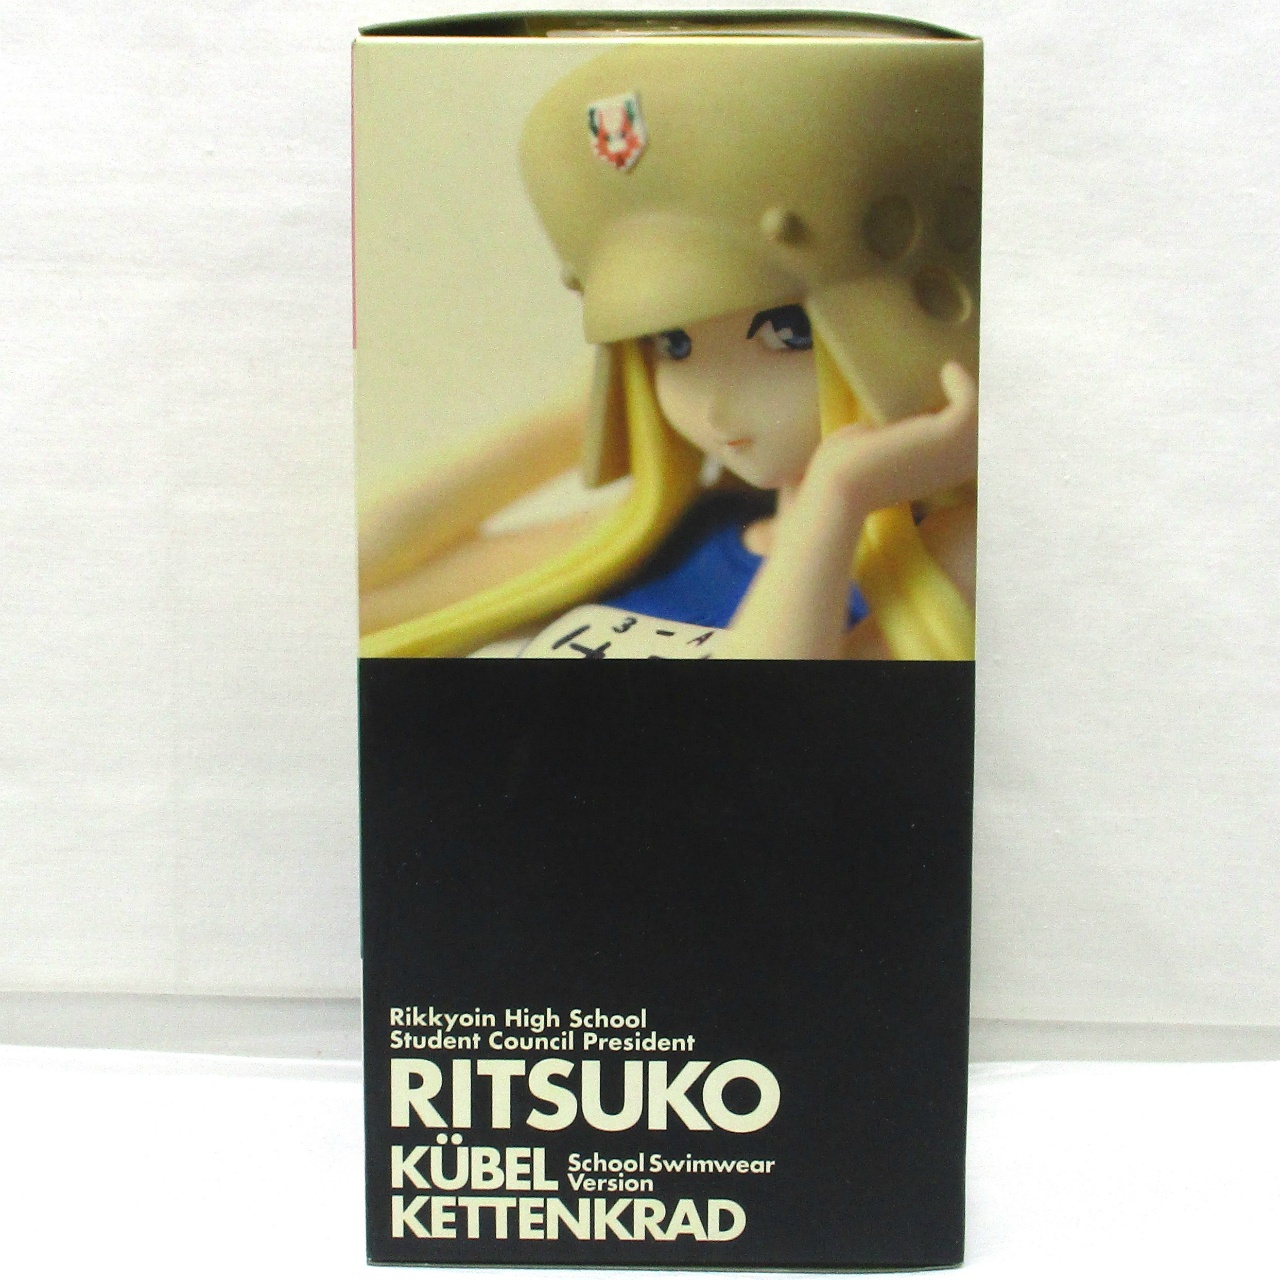 3 - A
Rikkyoin High School
Student Council President
RITSUKO
KÜBEL School Swimwear
Version
KETTENKRAD